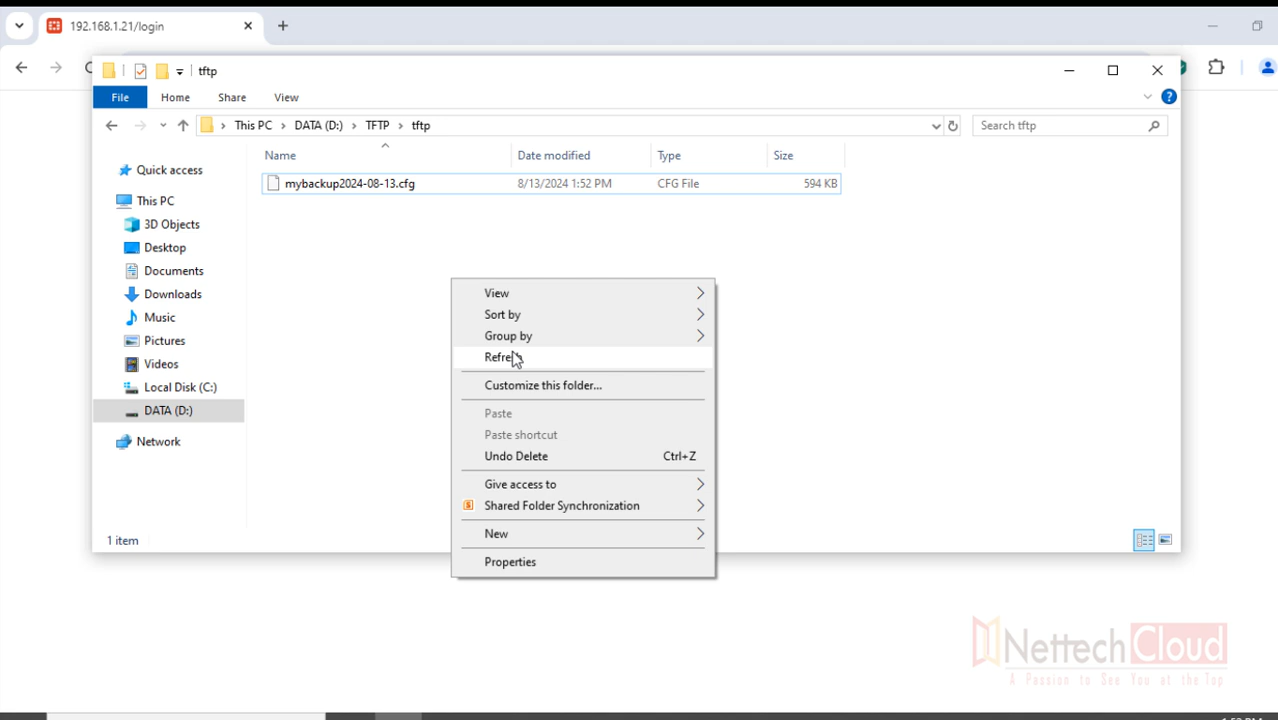 192.168.1.21/login
tftp
File Home Share View
This PC DATA (D:) TFTP tftp
Search tftp
Name Date modified Type Size
mybackup2024-08-13.cfg 8/13/2024 1:52 PM CFG File 594 KB
Quick access
This PC
3D Objects
Desktop
Documents
Downloads
Music
Pictures
Videos
Local Disk (C:)
DATA (D:)
Network
View
Sort by
Group by
Refresh
Customize this folder...
Paste
Paste shortcut
Undo Delete Ctrl+Z
Give access to
Shared Folder Synchronization
New
Properties
1 item
Nettech Cloud
A Passion to See You at the Top